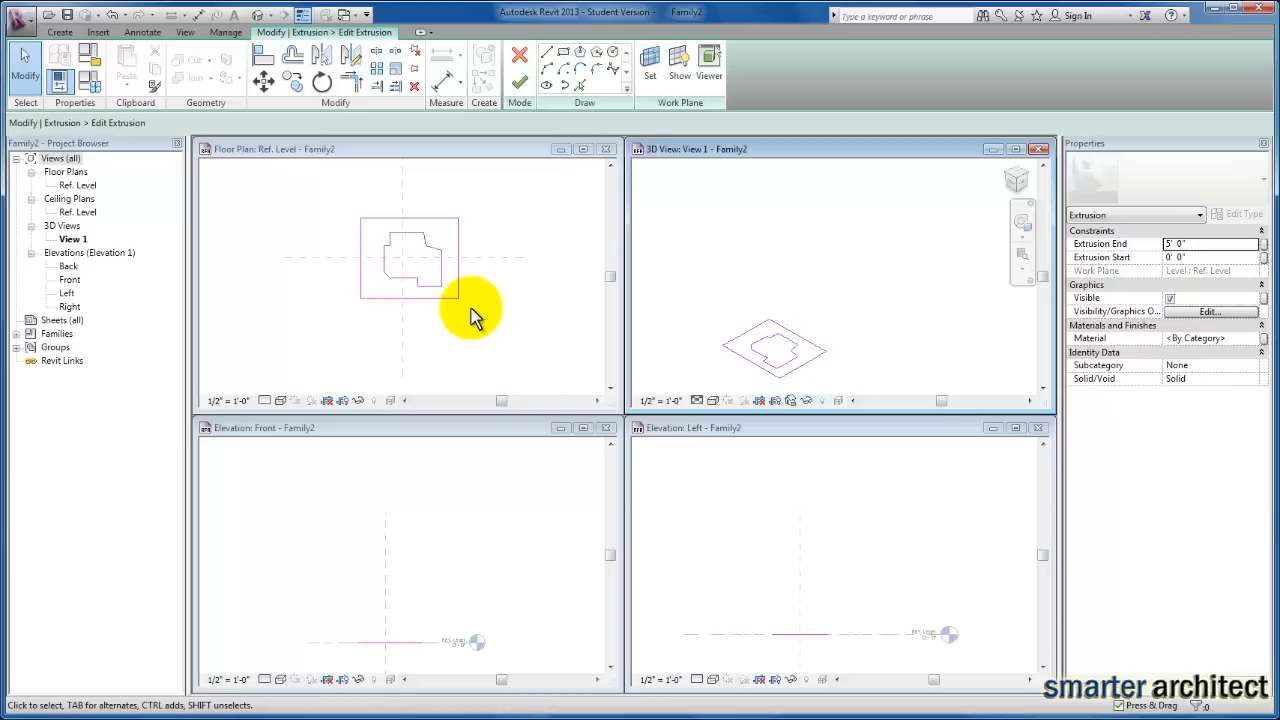 Autodesk Revit 2013 - Student Version - Family2
Type a keyword or phrase
Sign In
Create Insert Annotate View Manage Modify | Extrusion > Edit Extrusion
Modify
Paste
Cut
Join
Set Show Viewer
Select Properties Clipboard Geometry Modify Measure Create Mode Draw Work Plane
Modify | Extrusion > Edit Extrusion
Family2 - Project Browser
Views (all)
Floor Plans
Ref. Level
Ceiling Plans
Ref. Level
3D Views
View 1
Elevations (Elevation 1)
Back
Front
Left
Right
Sheets (all)
Families
Groups
Revit Links
Floor Plan: Ref. Level - Family2
1/2" = 1'-0"
3D View: View 1 - Family2
1/2" = 1'-0"
Elevation: Front - Family2
Ref. Level
1/2" = 1'-0"
Elevation: Left - Family2
Ref. Level
1/2" = 1'-0"
Properties
Extrusion
Edit Type
Constraints
Extrusion End 5' 0"
Extrusion Start 0' 0"
Work Plane Level : Ref. Level
Graphics
Visible
Visibility/Graphics O... Edit...
Materials and Finishes
Material <By Category>
Identity Data
Subcategory None
Solid/Void Solid
smarter architect
Click to select, TAB for alternates, CTRL adds, SHIFT unselects.
Press & Drag
:0